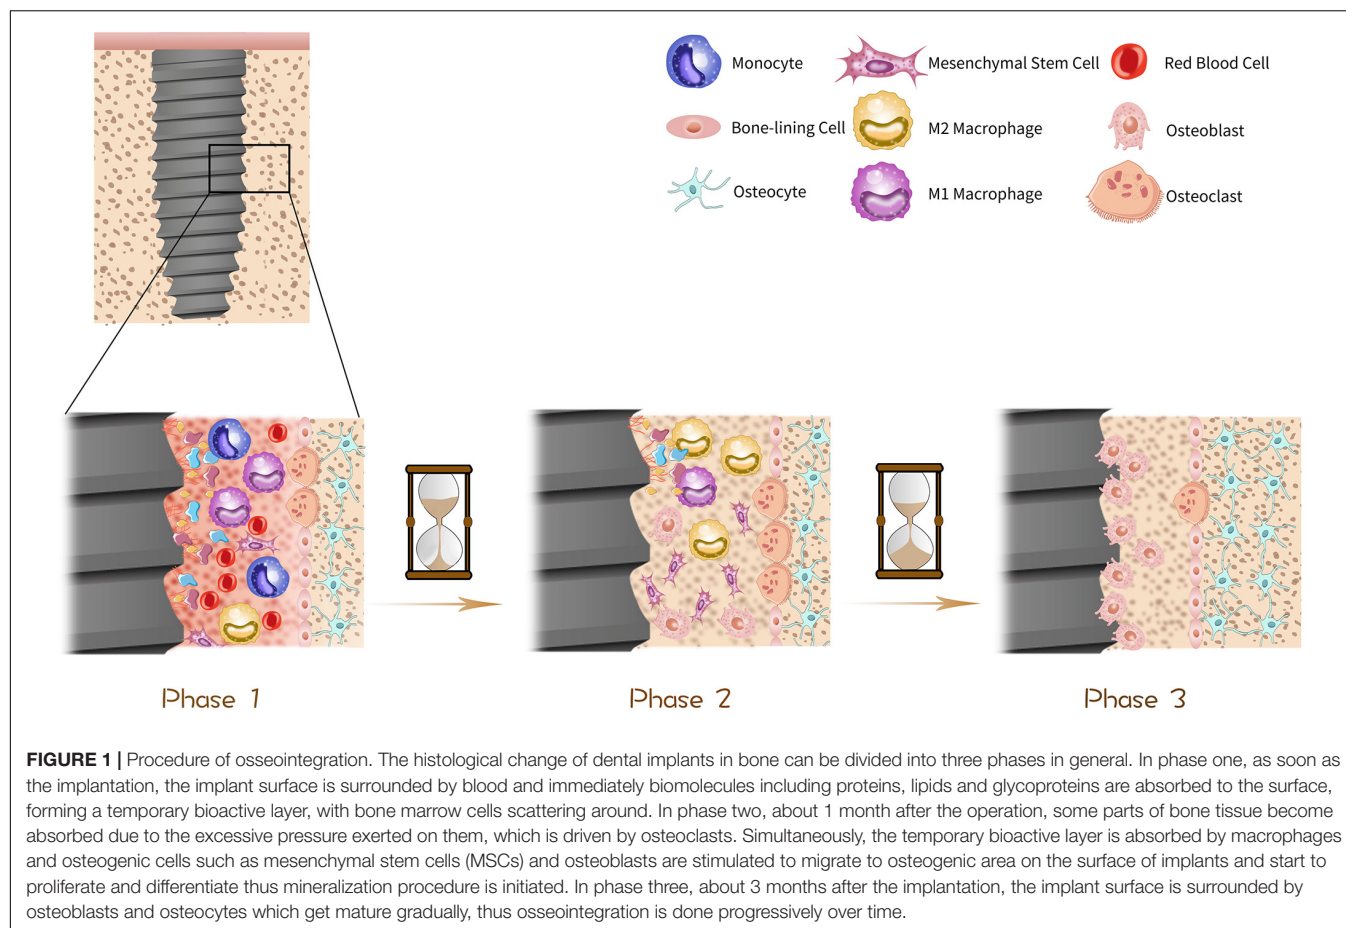 Monocyte
Mesenchymal Stem Cell
Red Blood Cell
Bone-lining Cell
M2 Macrophage
Osteoblast
Osteocyte
M1 Macrophage
Osteoclast
Phase 1
Phase 2
Phase 3
FIGURE 1 | Procedure of osseointegration. The histological change of dental implants in bone can be divided into three phases in general. In phase one, as soon as
the implantation, the implant surface is surrounded by blood and immediately biomolecules including proteins, lipids and glycoproteins are absorbed to the surface,
forming a temporary bioactive layer, with bone marrow cells scattering around. In phase two, about 1 month after the operation, some parts of bone tissue become
absorbed due to the excessive pressure exerted on them, which is driven by osteoclasts. Simultaneously, the temporary bioactive layer is absorbed by macrophages
and osteogenic cells such as mesenchymal stem cells (MSCs) and osteoblasts are stimulated to migrate to osteogenic area on the surface of implants and start to
proliferate and differentiate thus mineralization procedure is initiated. In phase three, about 3 months after the implantation, the implant surface is surrounded by
osteoblasts and osteocytes which get mature gradually, thus osseointegration is done progressively over time.